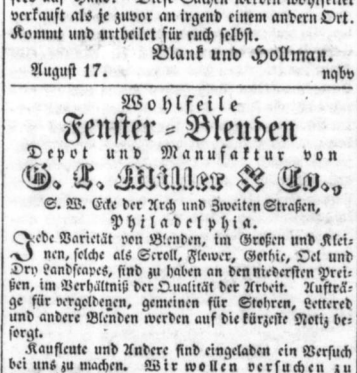 verkauft als je zuvor an irgend einem andern Ort.
Kommt und urtheilet für euch selbst.
Blank und Hollman.
August 17. nqbv
Wohlfeile
Fenster-Blenden
Depot und Manufaktur von
G. L. Miller & Co.,
S. W. Ecke der Arch und Zweiten Straßen,
Philadelphia.
Jede Varietät von Blenden, im Großen und Klei-
nen, solche als Scroll, Flower, Gothic, Oel und
Dry Landscapes, sind zu haben an den niedersten Prei-
ßen, im Verhältniß der Qualität der Arbeit. Aufträ-
ge für vergeldeten, gemeinen für Stohren, Lettered
und andere Blenden werden auf die kürzeste Notiz be-
sorgt.
Kaufleute und Andere sind eingeladen ein Versuch
bei uns zu machen. Wir wollen versuchen zu